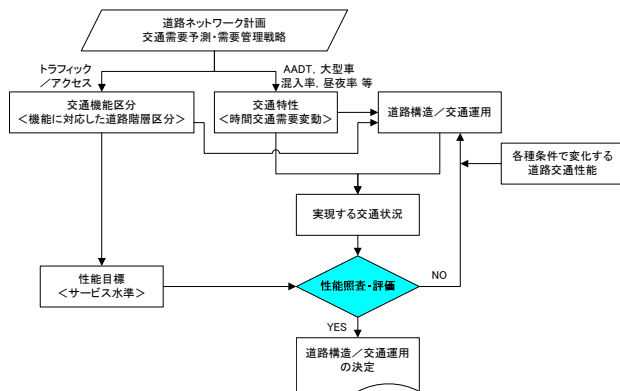 道路ネットワーク計画
交通需要予測・需要管理戦略
トラフィック
／アクセス
AADT，大型車
混入率，昼夜率 等
交通機能区分
＜機能に対応した道路階層区分＞
交通特性
＜時間交通需要変動＞
道路構造／交通運用
各種条件で変化する
道路交通性能
実現する交通状況
性能目標
＜サービス水準＞
性能照査・評価
NO
YES
道路構造／交通運用
の決定